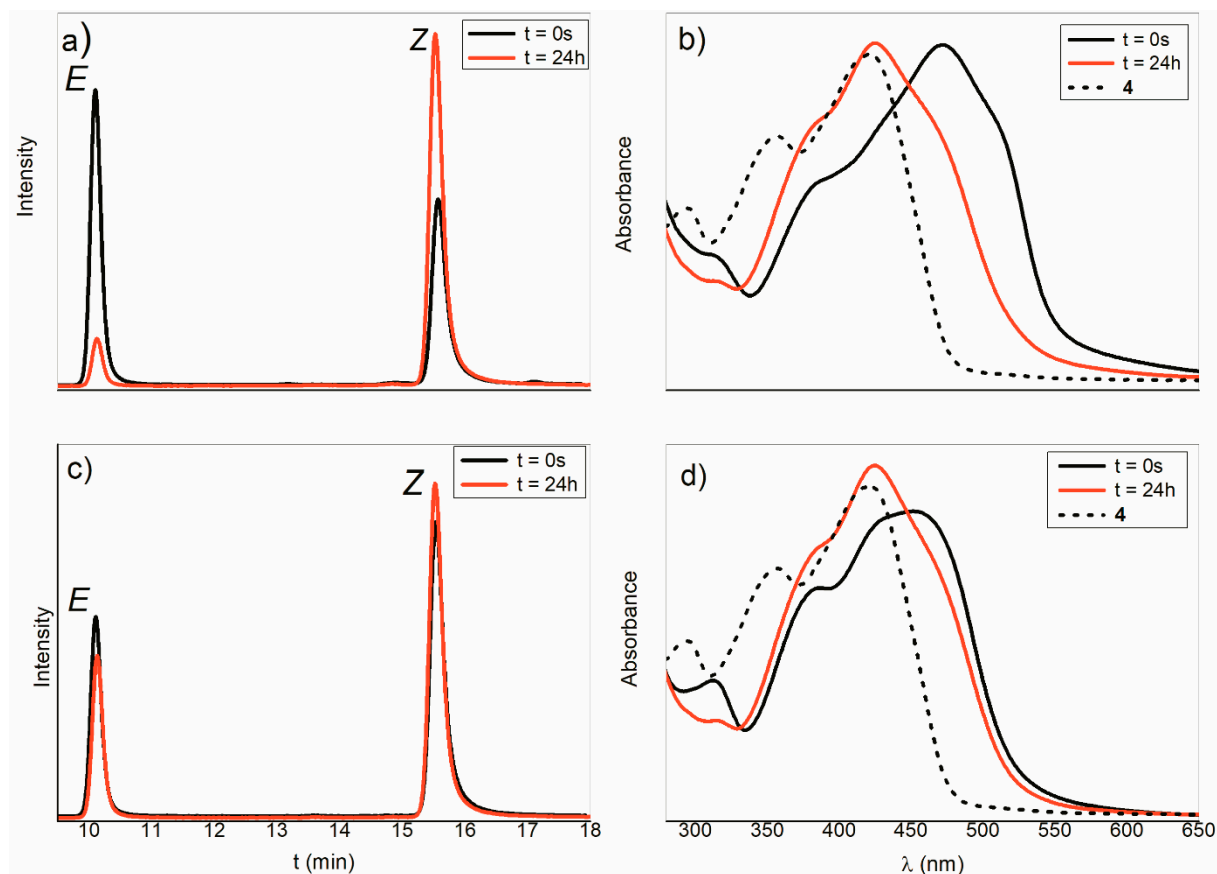 a)
E
Z
t = 0s
t = 24h
Intensity
b)
t = 0s
t = 24h
4
Absorbance
c)
E
Z
t = 0s
t = 24h
Intensity
10 11 12 13 14 15 16 17 18
t (min)
d)
t = 0s
t = 24h
4
Absorbance
300 350 400 450 500 550 600 650
λ (nm)